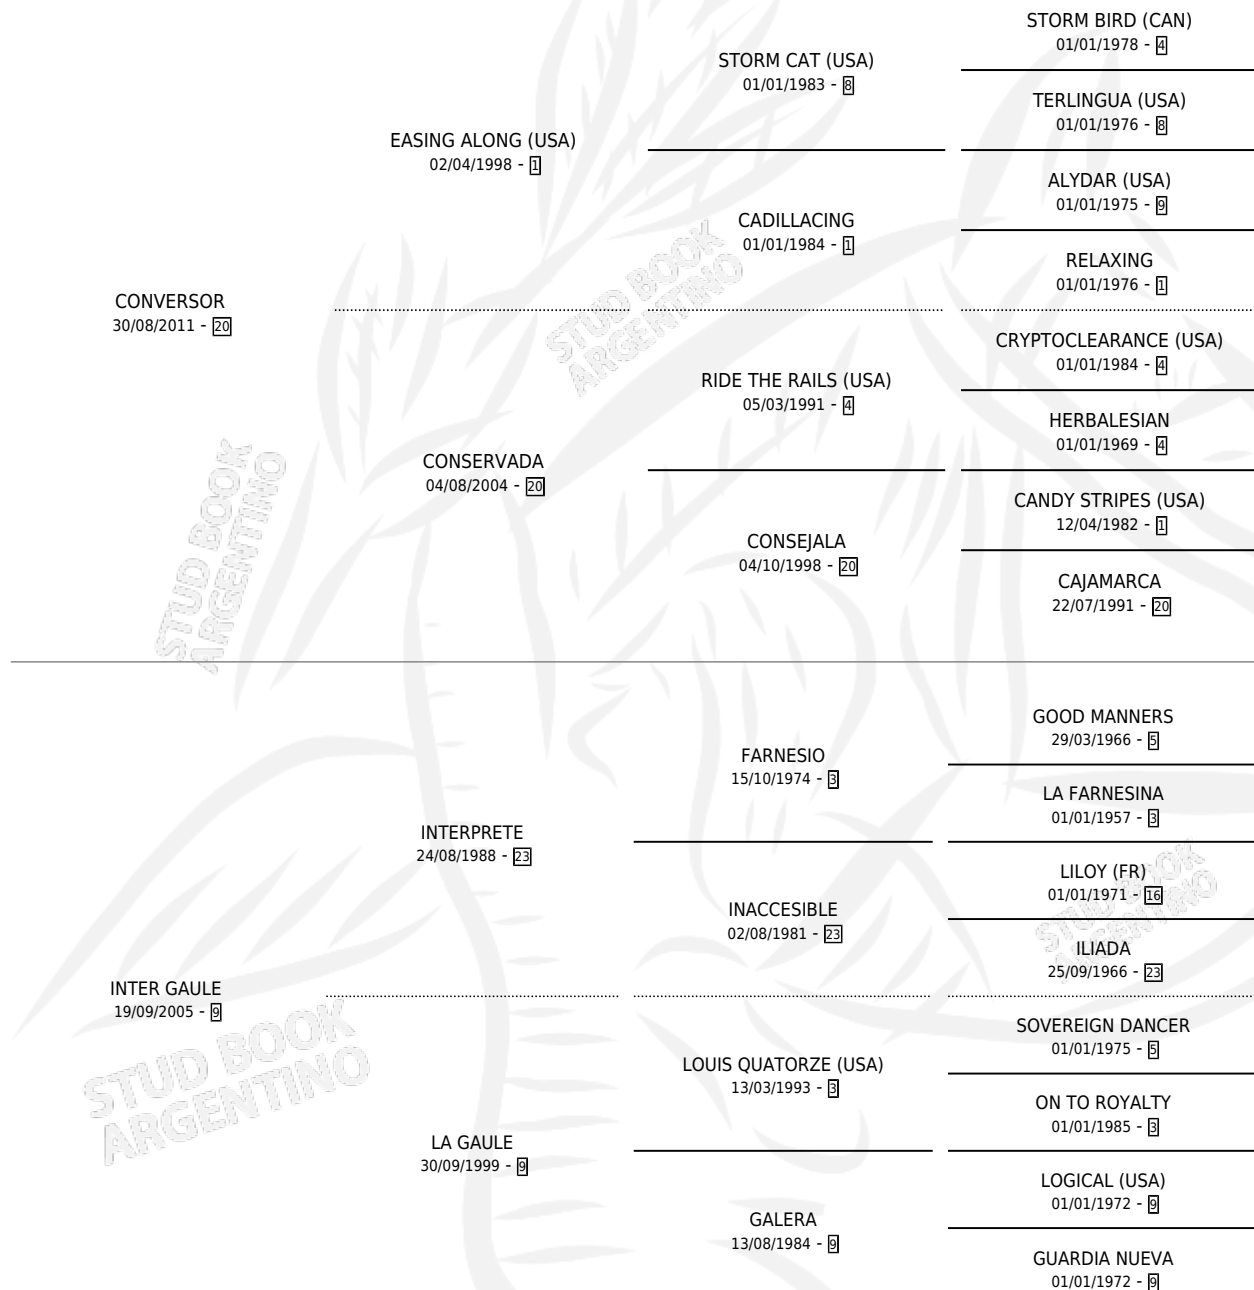 STORM BIRD (CAN)
01/01/1978 - 4
STORM CAT (USA)
01/01/1983 - 8
TERLINGUA (USA)
01/01/1976 - 8
EASING ALONG (USA)
02/04/1998 - 1
ALYDAR (USA)
01/01/1975 - 9
CADILLACING
01/01/1984 - 1
RELAXING
01/01/1976 - 1
CONVERSOR
30/08/2011 - 20
STUD BOOK
ARGENTINO
CRYPTOCLEARANCE (USA)
01/01/1984 - 4
RIDE THE RAILS (USA)
05/03/1991 - 4
HERBALESIAN
01/01/1969 - 4
CONSERVADA
04/08/2004 - 20
CANDY STRIPES (USA)
12/04/1982 - 1
CONSEJALA
04/10/1998 - 20
CAJAMARCA
22/07/1991 - 20
STUD BOOK
ARGENTINO
GOOD MANNERS
29/03/1966 - 5
FARNESIO
15/10/1974 - 3
LA FARNESINA
01/01/1957 - 3
INTERPRETE
24/08/1988 - 23
LILOY (FR)
01/01/1971 - 16
INACCESIBLE
02/08/1981 - 23
ILIADA
25/09/1966 - 23
STUD BOOK
ARGENTINO
INTER GAULE
19/09/2005 - 9
SOVEREIGN DANCER
01/01/1975 - 5
LOUIS QUATORZE (USA)
13/03/1993 - 3
ON TO ROYALTY
01/01/1985 - 3
STUD BOOK
ARGENTINO
LA GAULE
30/09/1999 - 9
LOGICAL (USA)
01/01/1972 - 9
GALERA
13/08/1984 - 9
GUARDIA NUEVA
01/01/1972 - 9